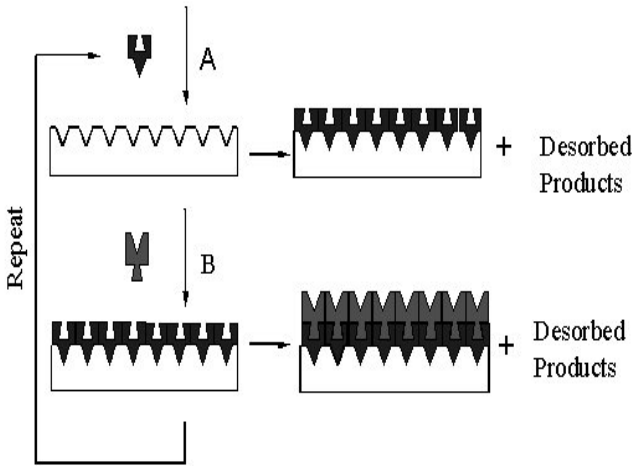 A
+ Desorbed
Products
Repeat
B
+ Desorbed
Products